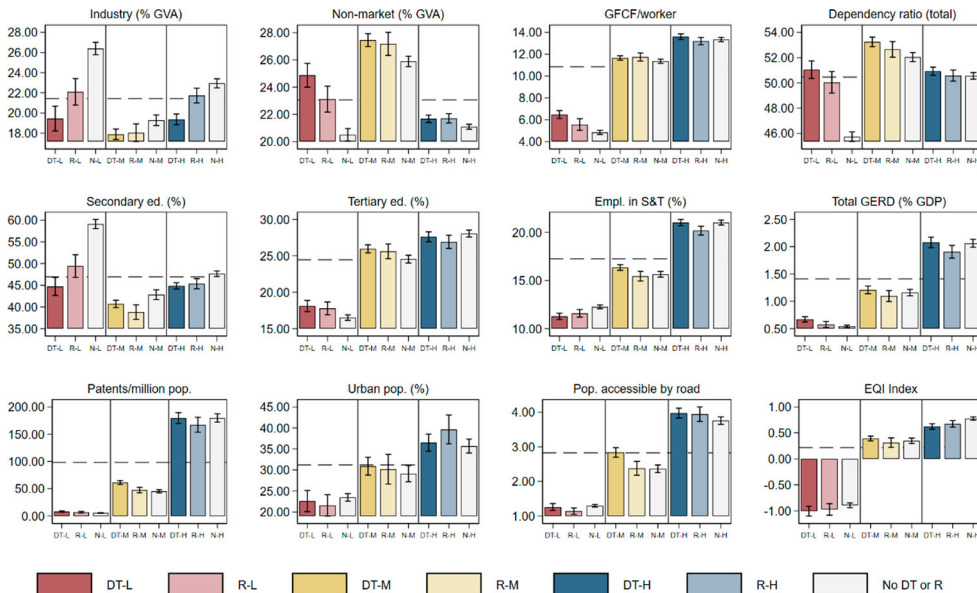 Industry (% GVA)
28.00
26.00
24.00
22.00
20.00
18.00
DT-L R-L N-L DT-M R-M N-M DT-H R-H N-H
Non-market (% GVA)
28.00
26.00
24.00
22.00
20.00
DT-L R-L N-L DT-M R-M N-M DT-H R-H N-H
GFCF/worker
14.00
12.00
10.00
8.00
6.00
4.00
DT-L R-L N-L DT-M R-M N-M DT-H R-H N-H
Dependency ratio (total)
54.00
52.00
50.00
48.00
46.00
DT-L R-L N-L DT-M R-M N-M DT-H R-H N-H
Secondary ed. (%)
60.00
55.00
50.00
45.00
40.00
35.00
DT-L R-L N-L DT-M R-M N-M DT-H R-H N-H
Tertiary ed. (%)
30.00
25.00
20.00
15.00
DT-L R-L N-L DT-M R-M N-M DT-H R-H N-H
Empl. in S&T (%)
20.00
15.00
10.00
DT-L R-L N-L DT-M R-M N-M DT-H R-H N-H
Total GERD (% GDP)
2.50
2.00
1.50
1.00
0.50
DT-L R-L N-L DT-M R-M N-M DT-H R-H N-H
Patents/million pop.
200.00
150.00
100.00
50.00
0.00
DT-L R-L N-L DT-M R-M N-M DT-H R-H N-H
Urban pop. (%)
45.00
40.00
35.00
30.00
25.00
20.00
DT-L R-L N-L DT-M R-M N-M DT-H R-H N-H
Pop. accessible by road
4.00
3.00
2.00
1.00
DT-L R-L N-L DT-M R-M N-M DT-H R-H N-H
EQI Index
1.00
0.50
0.00
-0.50
-1.00
DT-L R-L N-L DT-M R-M N-M DT-H R-H N-H
DT-L R-L DT-M R-M DT-H R-H No DT or R